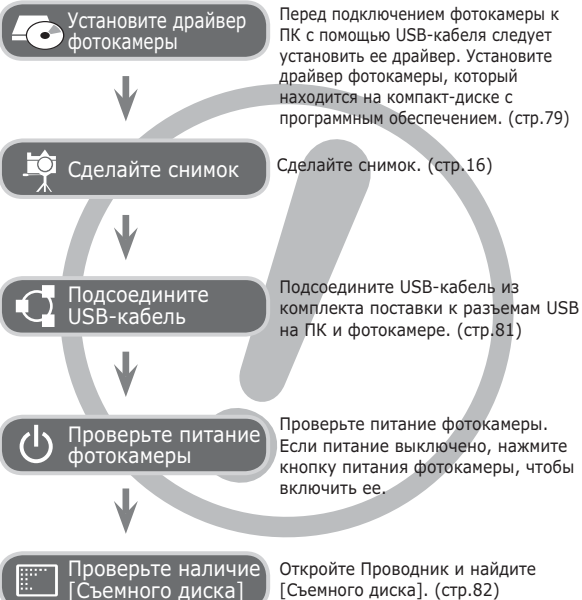 Установите драйвер
фотокамеры
Перед подключением фотокамеры к
ПК с помощью USB-кабеля следует
установить ее драйвер. Установите
драйвер фотокамеры, который
находится на компакт-диске с
программным обеспечением. (стр.79)
Сделайте снимок
Сделайте снимок. (стр.16)
Подсоедините
USB-кабель
Подсоедините USB-кабель из
комплекта поставки к разъемам USB
на ПК и фотокамере. (стр.81)
Проверьте питание
фотокамеры
Проверьте питание фотокамеры.
Если питание выключено, нажмите
кнопку питания фотокамеры, чтобы
включить ее.
Проверьте наличие
[Съемного диска]
Откройте Проводник и найдите
[Съемного диска]. (стр.82)